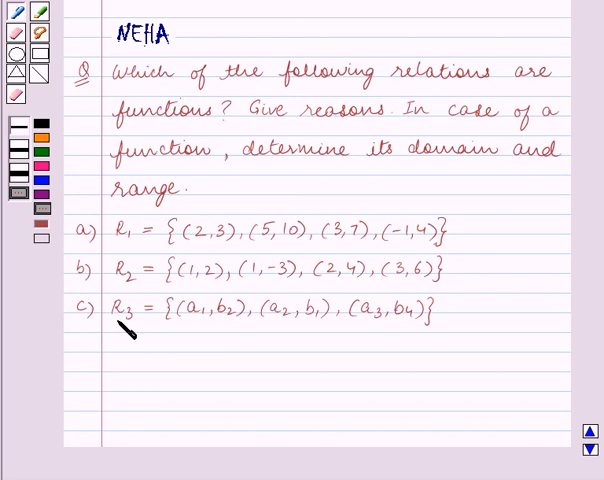 NEHA
Q Which of the following relations are
functions? Give reasons. In case of a
function, determine its domain and
range.
a) R₁ = {(2,3), (5,10), (3,7), (-1,4)}
b) R₂ = {(1,2), (1,-3), (2,4), (3,6)}
c) R₃ = {(a₁,b₂), (a₂,b₁), (a₃,b₄)}